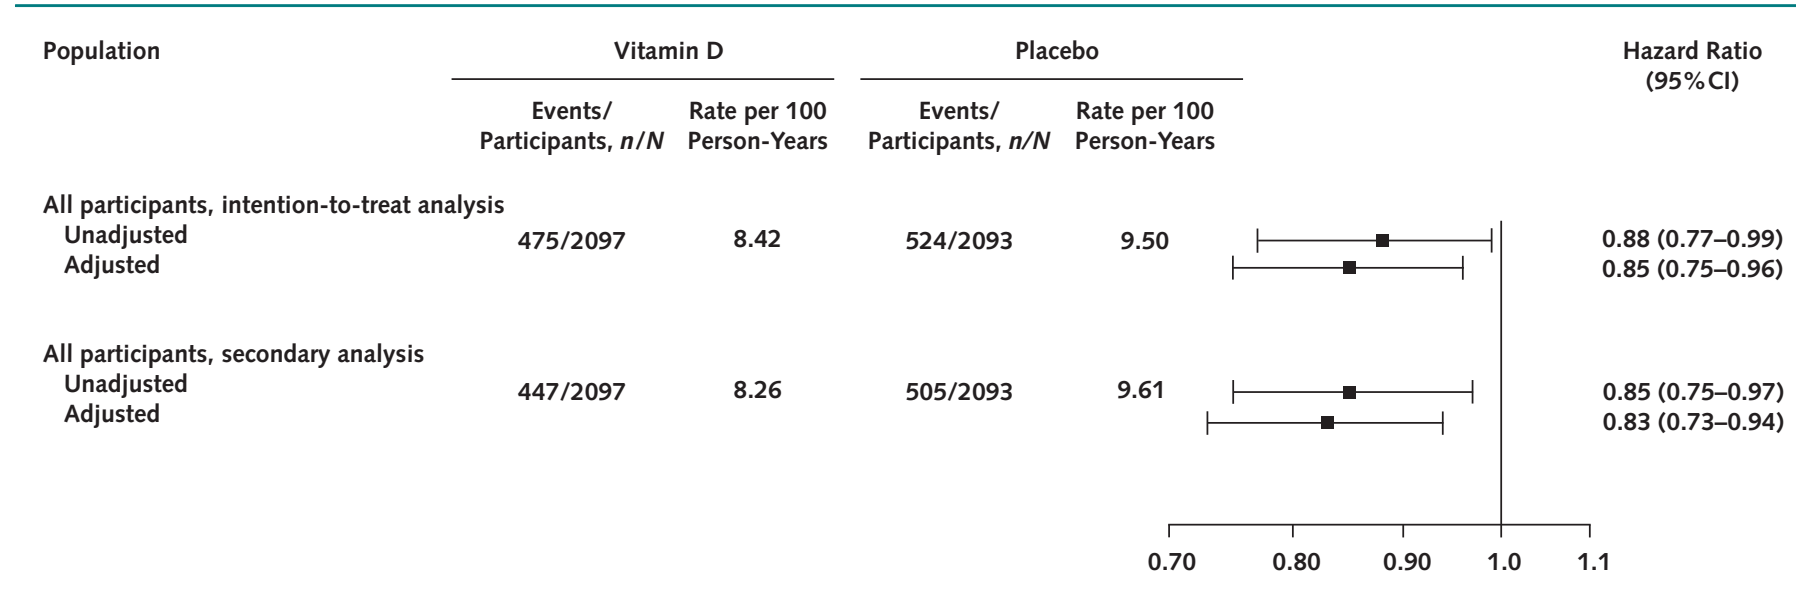 Population Vitamin D Placebo Hazard Ratio
(95% CI)
Events/ Rate per 100 Events/ Rate per 100
Participants, n/N Person-Years Participants, n/N Person-Years
All participants, intention-to-treat analysis
Unadjusted 475/2097 8.42 524/2093 9.50 0.88 (0.77–0.99)
Adjusted 0.85 (0.75–0.96)
All participants, secondary analysis
Unadjusted 447/2097 8.26 505/2093 9.61 0.85 (0.75–0.97)
Adjusted 0.83 (0.73–0.94)
0.70 0.80 0.90 1.0 1.1